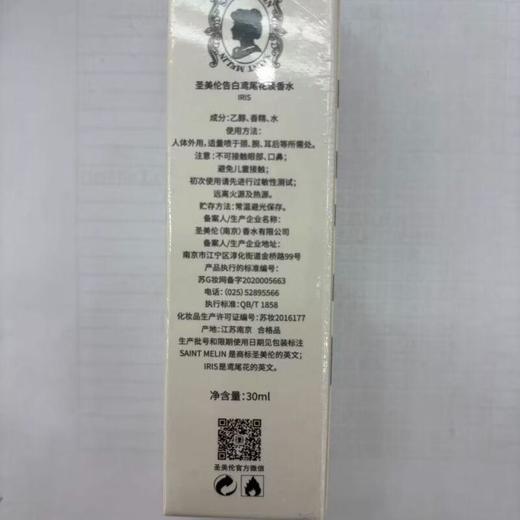 SAINT MELIN
圣美伦告白鸢尾花淡香水
IRIS
成分:乙醇、香精、水
使用方法:
人体外用,适量喷于颈、腕、耳后等所需处。
注意:不可接触眼部、口鼻;
避免儿童接触;
初次使用请先进行过敏性测试;
远离火源及热源。
贮存方法:常温避光保存。
备案人/生产企业名称:
圣美伦(南京)香水有限公司
备案人/生产企业地址:
南京市江宁区淳化街道金桥路99号
产品执行的标准编号:
苏G妆网备字2020005663
电话:(025)52895566
执行标准:QB/T 1858
化妆品生产许可证编号:苏妆2016177
产地:江苏南京 合格品
生产批号和限期使用日期见包装标注
SAINT MELIN 是商标圣美伦的英文;
IRIS是鸢尾花的英文。
净含量:30ml
圣美伦官方微信